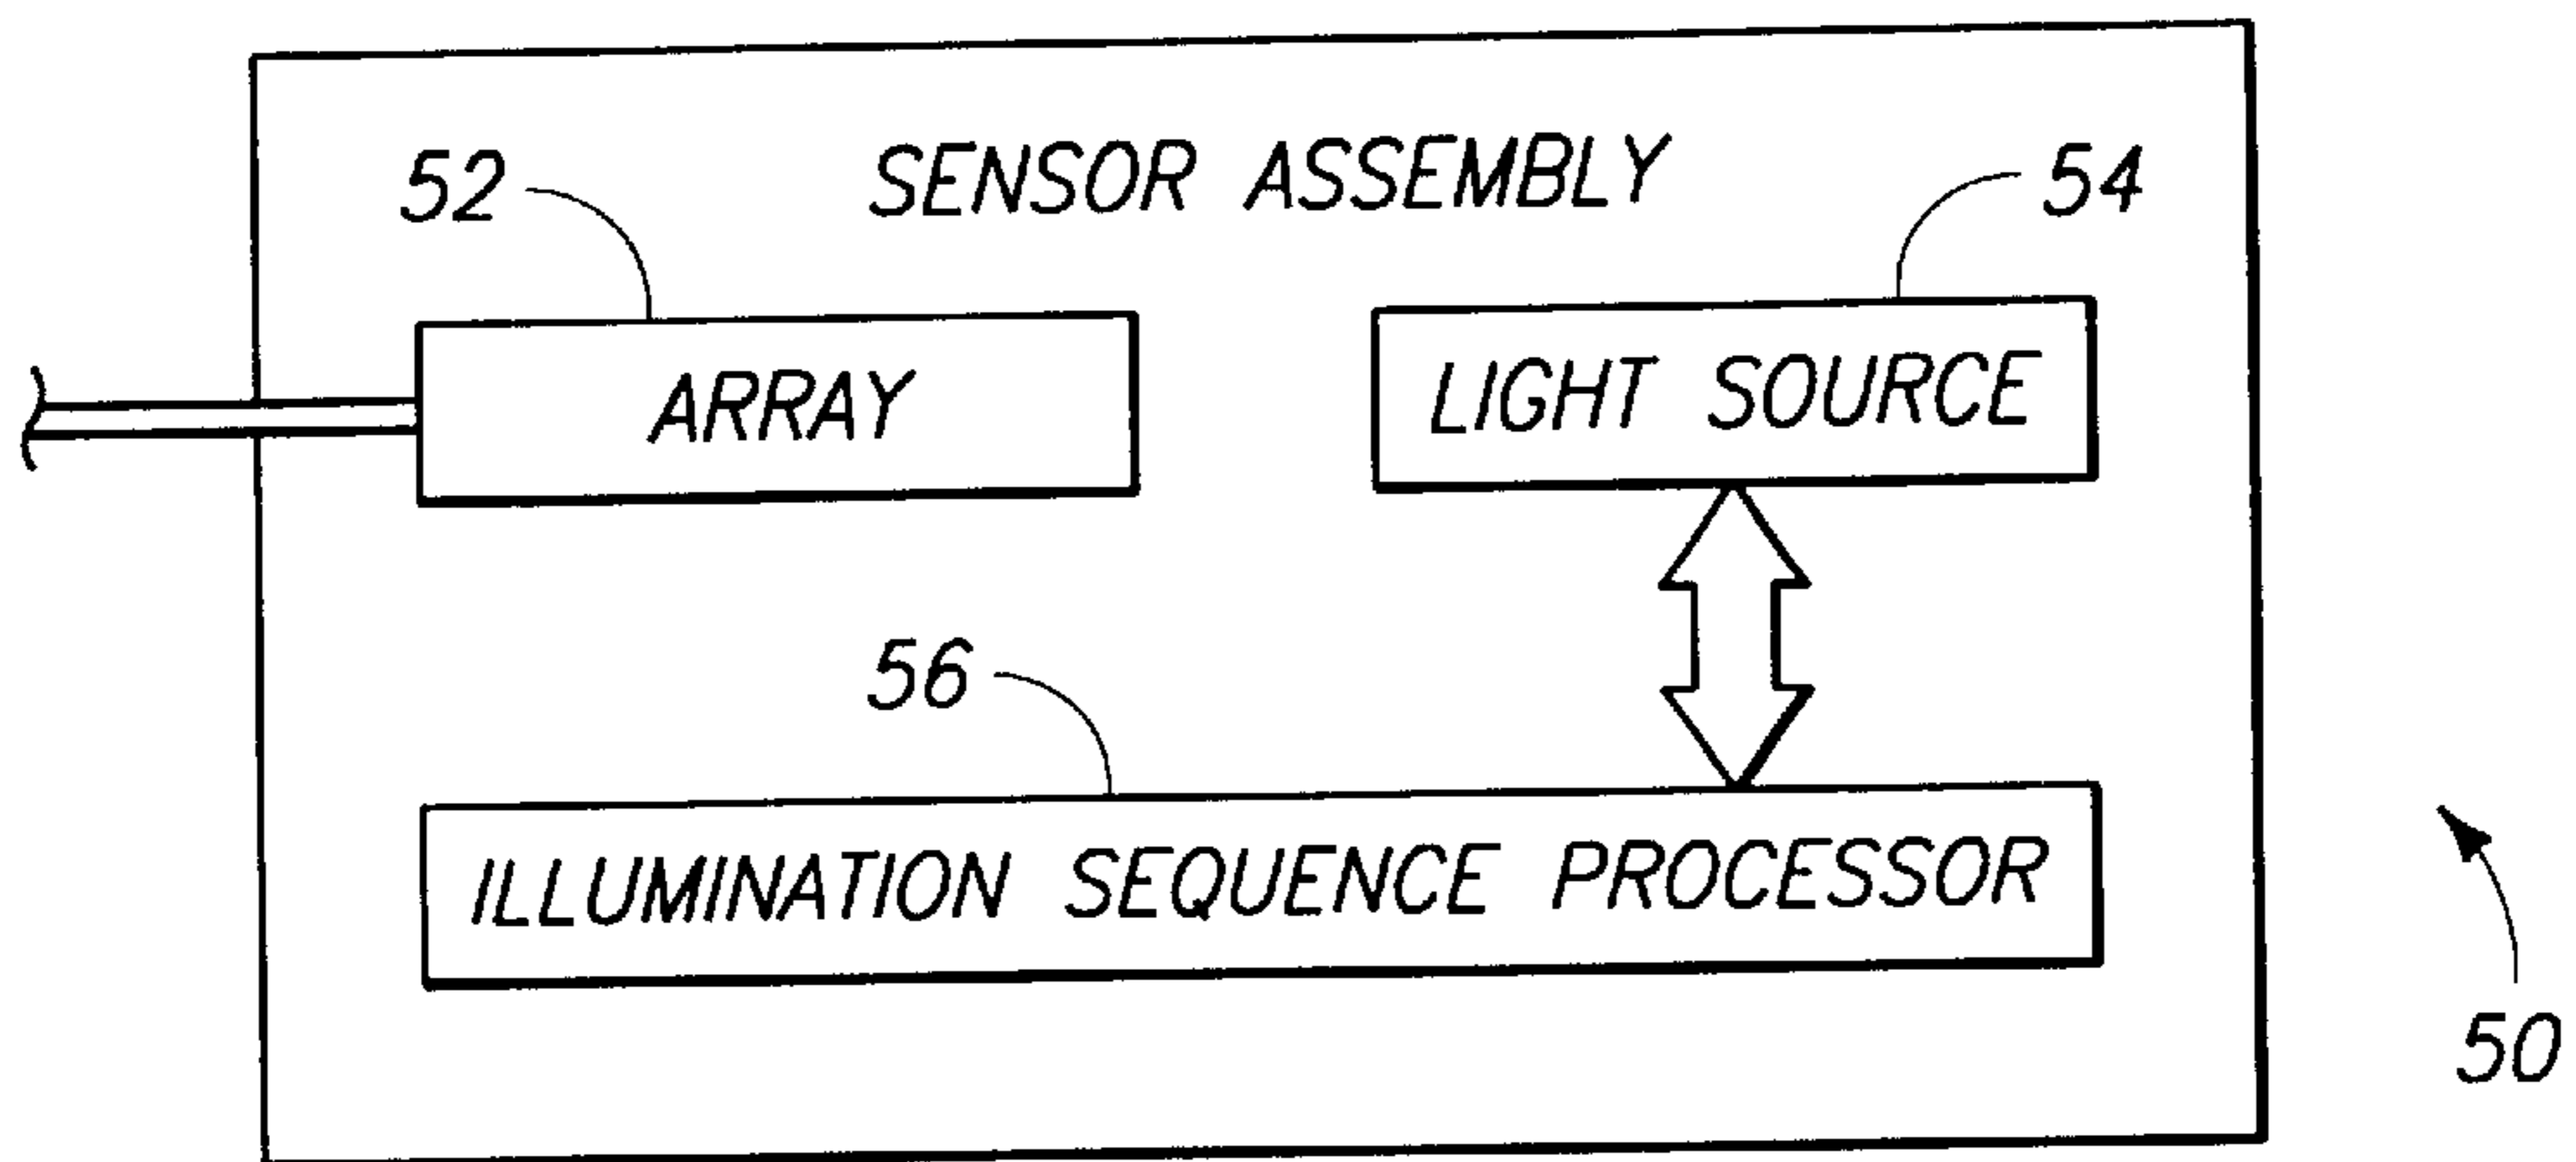 SENSOR ASSEMBLY
52
54
ARRAY
LIGHT SOURCE
56
ILLUMINATION SEQUENCE PROCESSOR
50